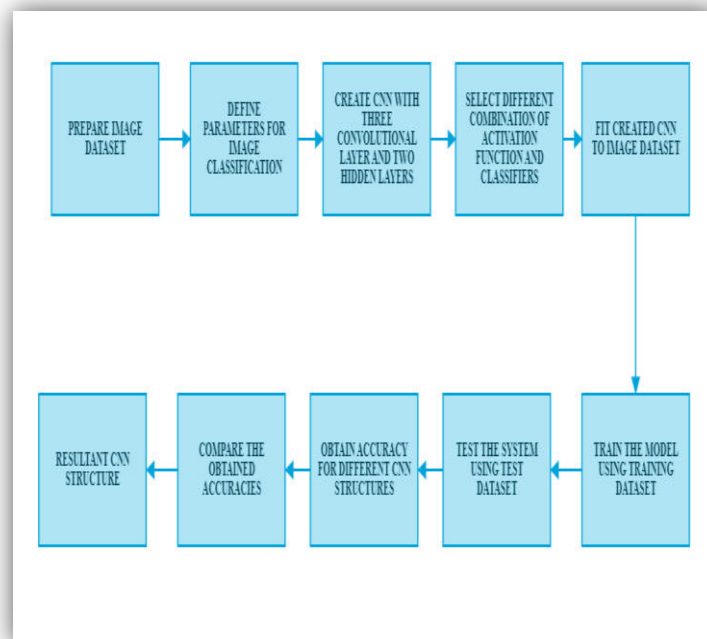 PREPARE IMAGE
DATASET
DEFINE
PARAMETERS FOR
IMAGE
CLASSIFICATION
CREATE CNN WITH
THREE
CONVOLUTIONAL
LAYER AND TWO
HIDDEN LAYERS
SELECT DIFFERENT
COMBINATION OF
ACTIVATION
FUNCTION AND
CLASSIFIERS
FIT CREATED CNN
TO IMAGE DATASET
TRAIN THE MODEL
USING TRAINING
DATASET
TEST THE SYSTEM
USING TEST
DATASET
OBTAIN ACCURACY
FOR DIFFERENT CNN
STRUCTURES
COMPARE THE
OBTAINED
ACCURACIES
RESULTANT CNN
STRUCTURE